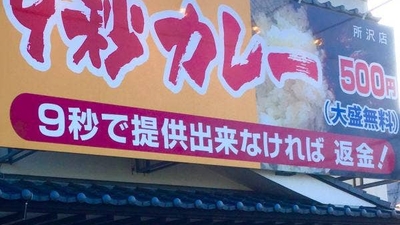 9秒カレー
所沢店
500円
(大盛無料)
9秒で提供出来なければ 返金!